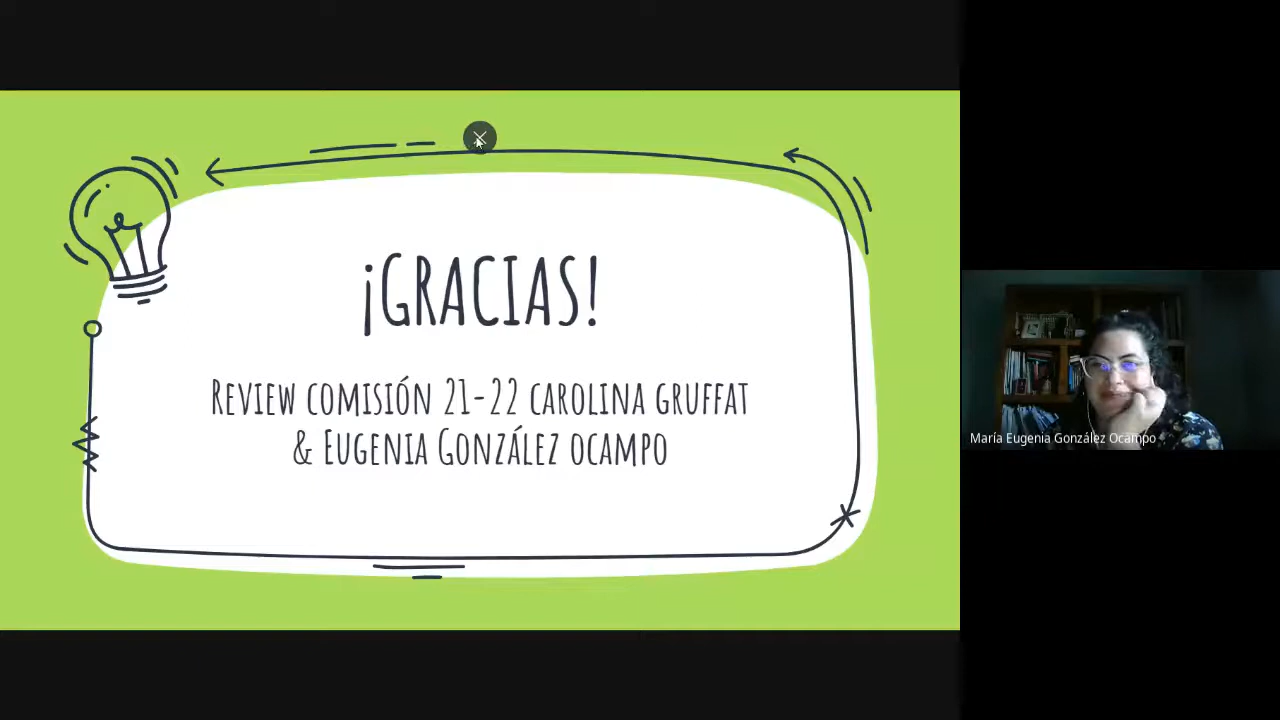 ¡GRACIAS!
REVIEW COMISIÓN 21-22 CAROLINA GRUFFAT
& EUGENIA GONZÁLEZ OCAMPO
María Eugenia González Ocampo